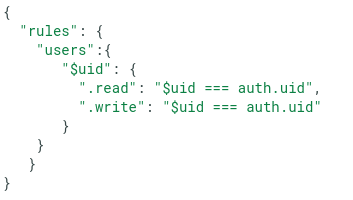 {
  "rules": {
    "users":{
       "$uid": {
         ".read": "$uid === auth.uid",
         ".write": "$uid === auth.uid"
       }
    }
   }
}